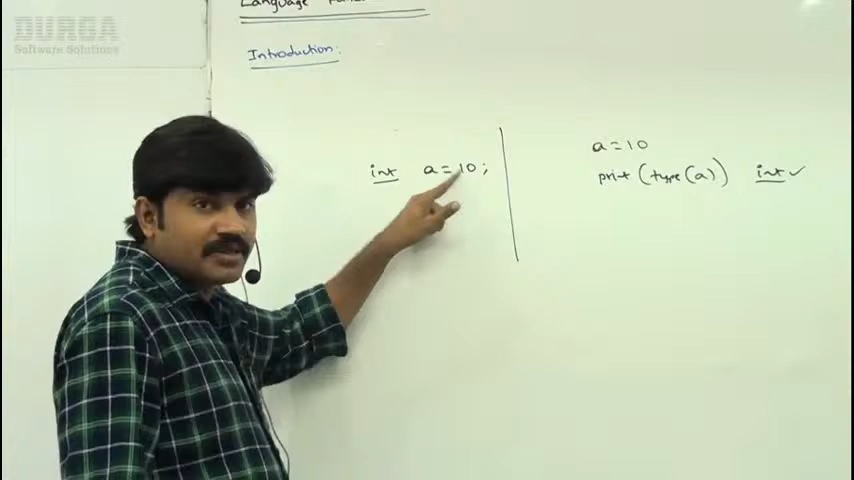 DURGA
Software Solutions
Language
Introduction:
int a=10;
a=10
print(type(a)) int✓